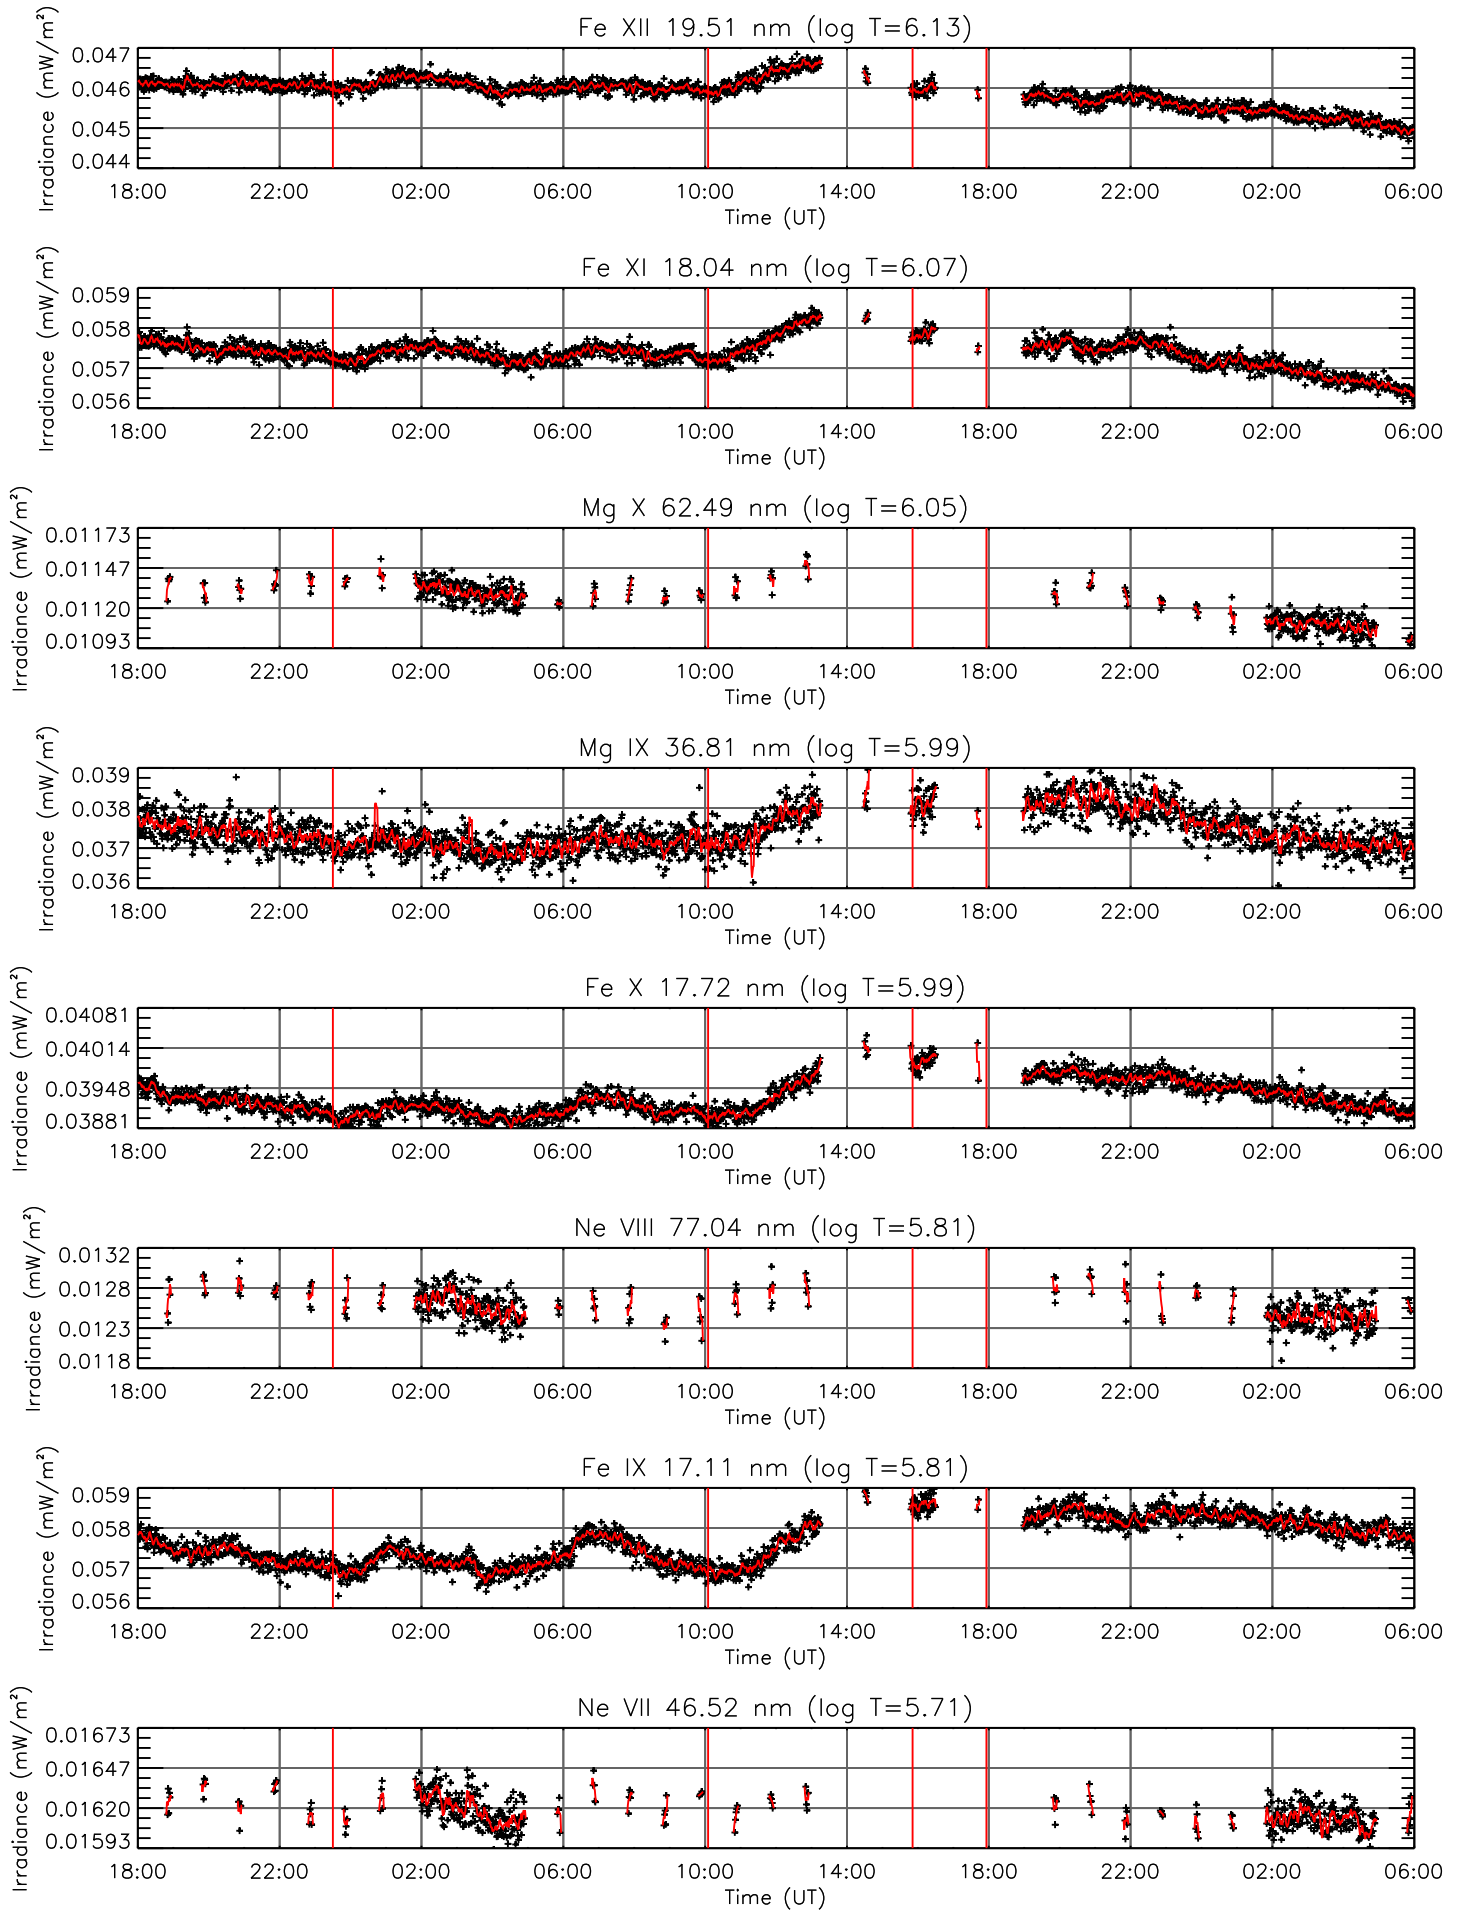 Fe XII 19.51 nm (log T=6.13)
Irradiance (mW/m²)
0.047
0.046
0.045
0.044
18:00 22:00 02:00 06:00 10:00 14:00 18:00 22:00 02:00 06:00
Time (UT)
Fe XI 18.04 nm (log T=6.07)
Irradiance (mW/m²)
0.059
0.058
0.057
0.056
18:00 22:00 02:00 06:00 10:00 14:00 18:00 22:00 02:00 06:00
Time (UT)
Mg X 62.49 nm (log T=6.05)
Irradiance (mW/m²)
0.01173
0.01147
0.01120
0.01093
18:00 22:00 02:00 06:00 10:00 14:00 18:00 22:00 02:00 06:00
Time (UT)
Mg IX 36.81 nm (log T=5.99)
Irradiance (mW/m²)
0.039
0.038
0.037
0.036
18:00 22:00 02:00 06:00 10:00 14:00 18:00 22:00 02:00 06:00
Time (UT)
Fe X 17.72 nm (log T=5.99)
Irradiance (mW/m²)
0.04081
0.04014
0.03948
0.03881
18:00 22:00 02:00 06:00 10:00 14:00 18:00 22:00 02:00 06:00
Time (UT)
Ne VIII 77.04 nm (log T=5.81)
Irradiance (mW/m²)
0.0132
0.0128
0.0123
0.0118
18:00 22:00 02:00 06:00 10:00 14:00 18:00 22:00 02:00 06:00
Time (UT)
Fe IX 17.11 nm (log T=5.81)
Irradiance (mW/m²)
0.059
0.058
0.057
0.056
18:00 22:00 02:00 06:00 10:00 14:00 18:00 22:00 02:00 06:00
Time (UT)
Ne VII 46.52 nm (log T=5.71)
Irradiance (mW/m²)
0.01673
0.01647
0.01620
0.01593
18:00 22:00 02:00 06:00 10:00 14:00 18:00 22:00 02:00 06:00
Time (UT)